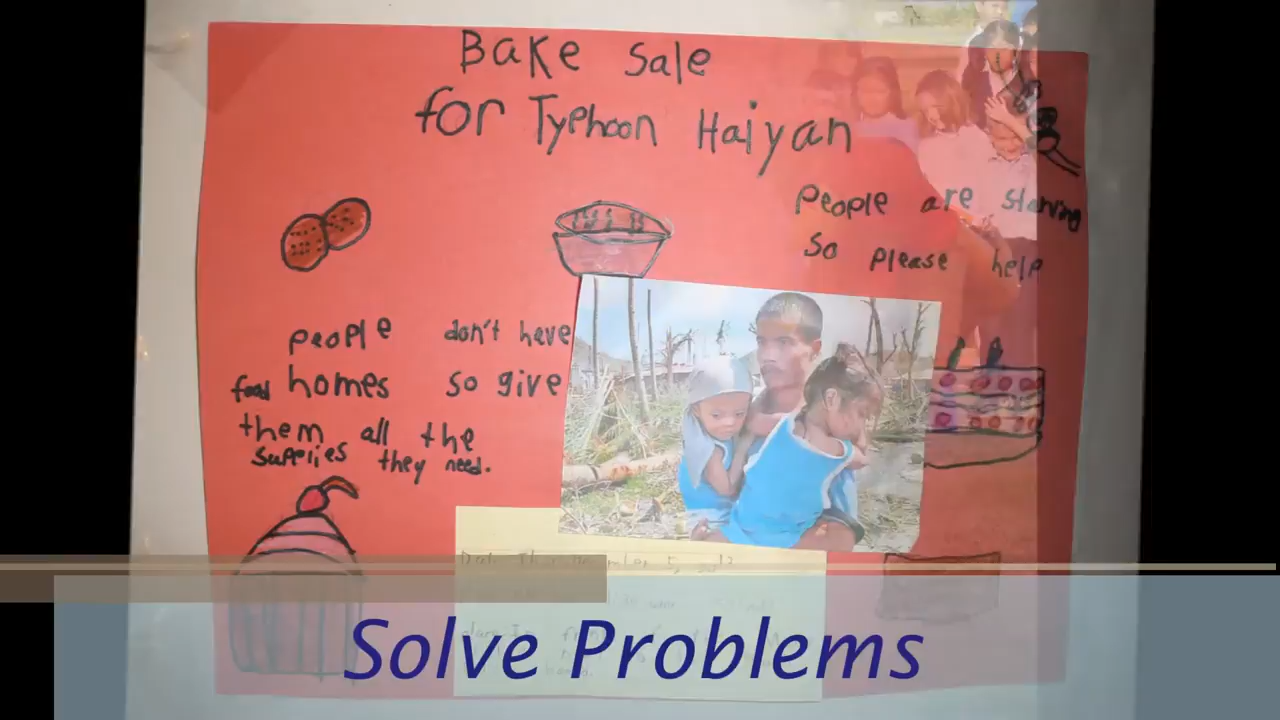 Bake Sale
for Typhoon Haiyan
people are starving
so please help
people don't have
food homes so give
them all the
supplies they need.
Solve Problems